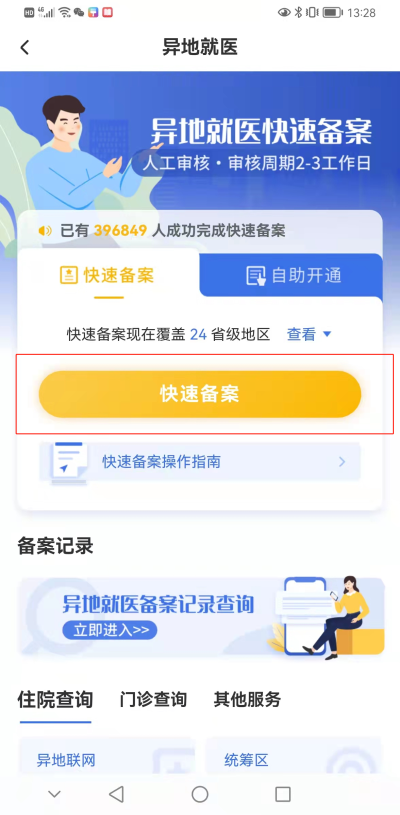 HD 4G 13:28
异地就医
异地就医快速备案
人工审核·审核周期2-3工作日
已有 396849 人成功完成快速备案
快速备案 自助开通
快速备案现在覆盖 24 省级地区 查看
快速备案
快速备案操作指南
备案记录
异地就医备案记录查询
立即进入>>
住院查询 门诊查询 其他服务
异地联网 统筹区